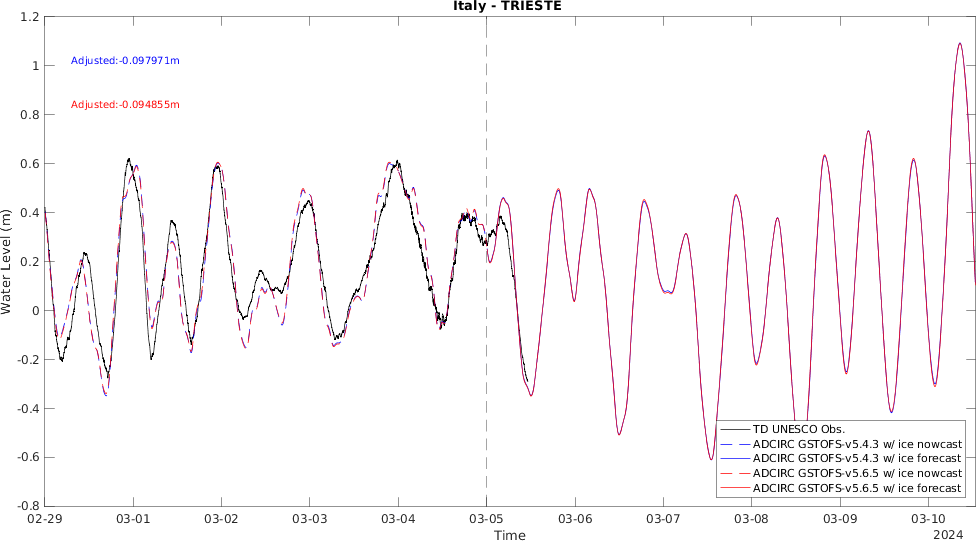 Italy - TRIESTE
Adjusted:-0.097971m
Adjusted:-0.094855m
Water Level (m)
1.2
1
0.8
0.6
0.4
0.2
0
-0.2
-0.4
-0.6
-0.8
02-29 03-01 03-02 03-03 03-04 03-05 03-06 03-07 03-08 03-09 03-10
Time
2024
TD UNESCO Obs.
ADCIRC GSTOFS-v5.4.3 w/ ice nowcast
ADCIRC GSTOFS-v5.4.3 w/ ice forecast
ADCIRC GSTOFS-v5.6.5 w/ ice nowcast
ADCIRC GSTOFS-v5.6.5 w/ ice forecast